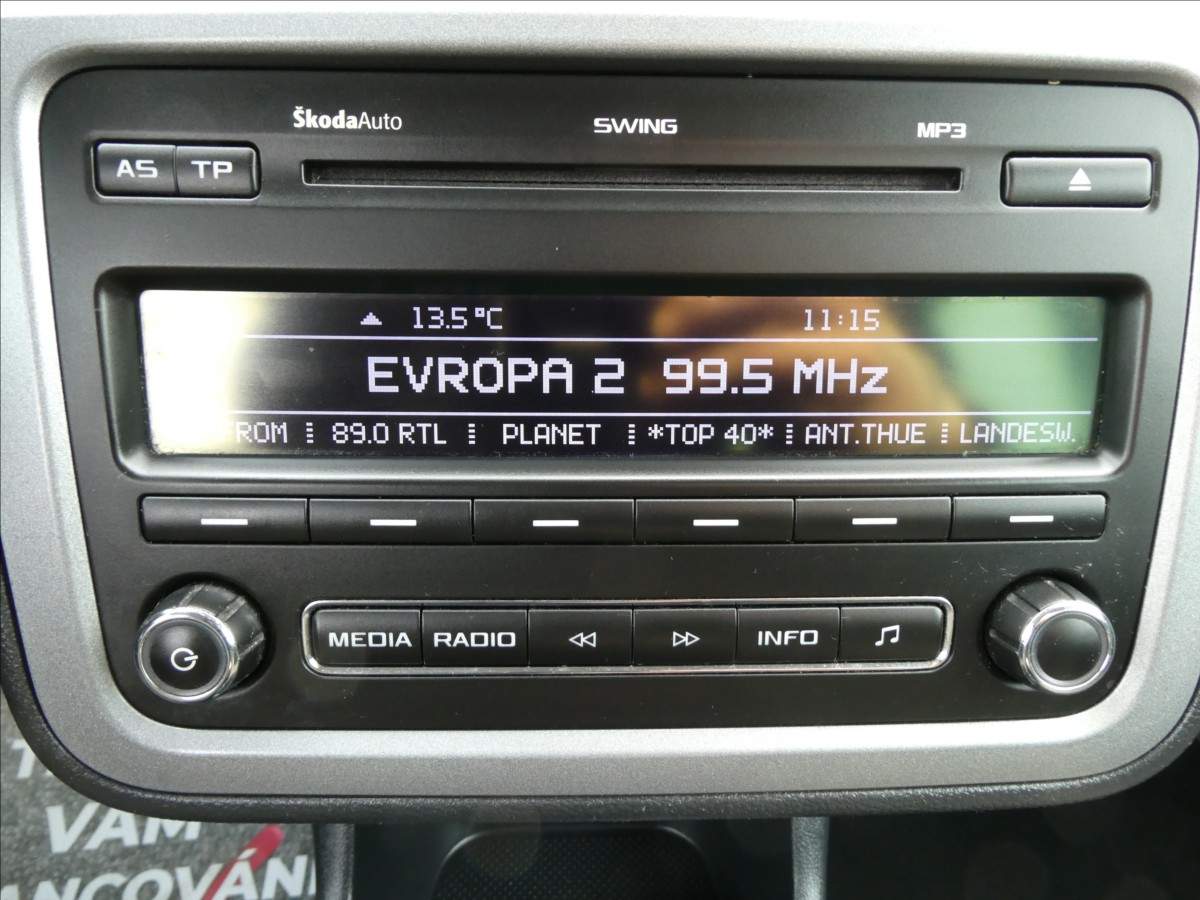 ŠkodaAuto SWING MP3
AS TP
13.5°C 11:15
EVROPA 2 99.5 MHz
ROM 89.0 RTL PLANET *TOP 40* ANT.THUE LANDESW.
MEDIA RADIO INFO
VÁM